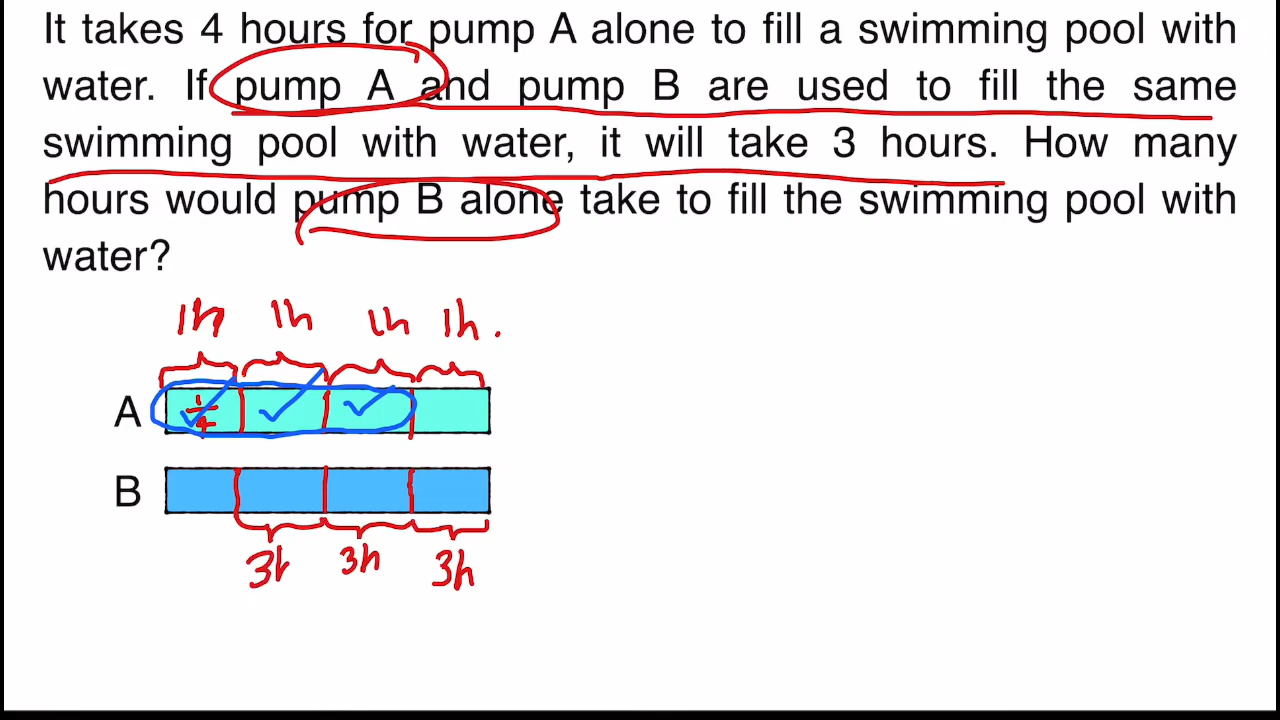 It takes 4 hours for pump A alone to fill a swimming pool with
water. If pump A and pump B are used to fill the same
swimming pool with water, it will take 3 hours. How many
hours would pump B alone take to fill the swimming pool with
water?
1h 1h 1h 1h.
A 1/4
B
3h 3h 3h